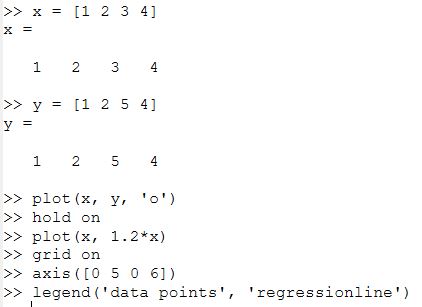 >> x = [1 2 3 4]
x =
1 2 3 4
>> y = [1 2 5 4]
y =
1 2 5 4
>> plot(x, y, 'o')
>> hold on
>> plot(x, 1.2*x)
>> grid on
>> axis([0 5 0 6])
>> legend('data points', 'regressionline')